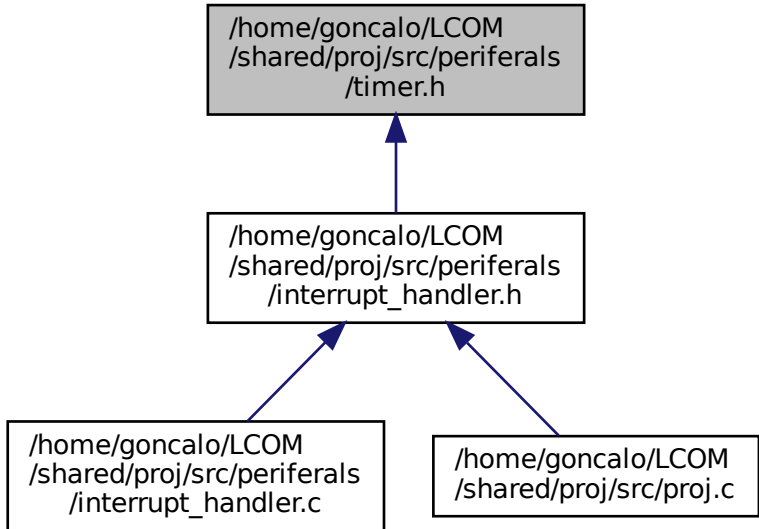 /home/goncalo/LCOM
/shared/proj/src/periferals
/timer.h
/home/goncalo/LCOM
/shared/proj/src/periferals
/interrupt_handler.h
/home/goncalo/LCOM
/shared/proj/src/periferals
/interrupt_handler.c
/home/goncalo/LCOM
/shared/proj/src/proj.c